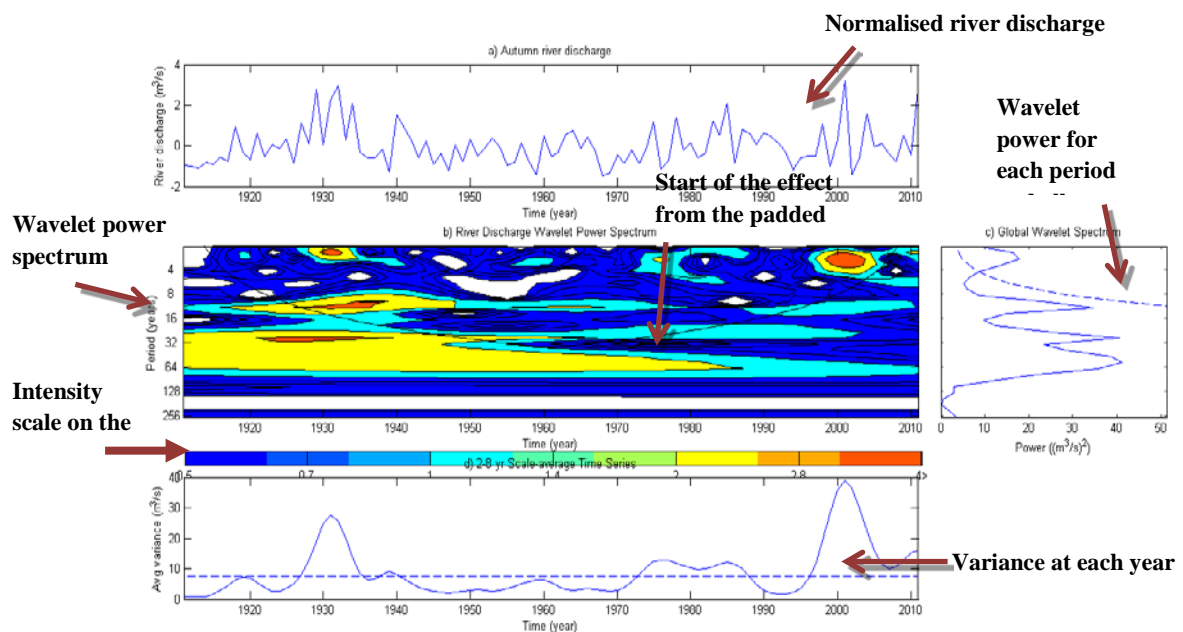 Normalised river discharge
a) Autumn river discharge
River discharge (m³/s)
4
2
0
-2
1920 1930 1940 1950 1960 1970 1980 1990 2000 2010
Time (year)
Wavelet
power for
each period
Start of the effect
from the padded
Wavelet power
spectrum
b) River Discharge Wavelet Power Spectrum
Period (years)
4
8
16
32
64
128
256
1920 1930 1940 1950 1960 1970 1980 1990 2000 2010
Time (year)
c) Global Wavelet Spectrum
0 10 20 30 40 50
Power ((m³/s)²)
Intensity
scale on the
d) 2-8 yr Scale-average Time Series
0.5 0.7 1 1.4 2 2.8 4>
Avg variance (m³/s)
40
30
20
10
0
1920 1930 1940 1950 1960 1970 1980 1990 2000 2010
Time (year)
Variance at each year